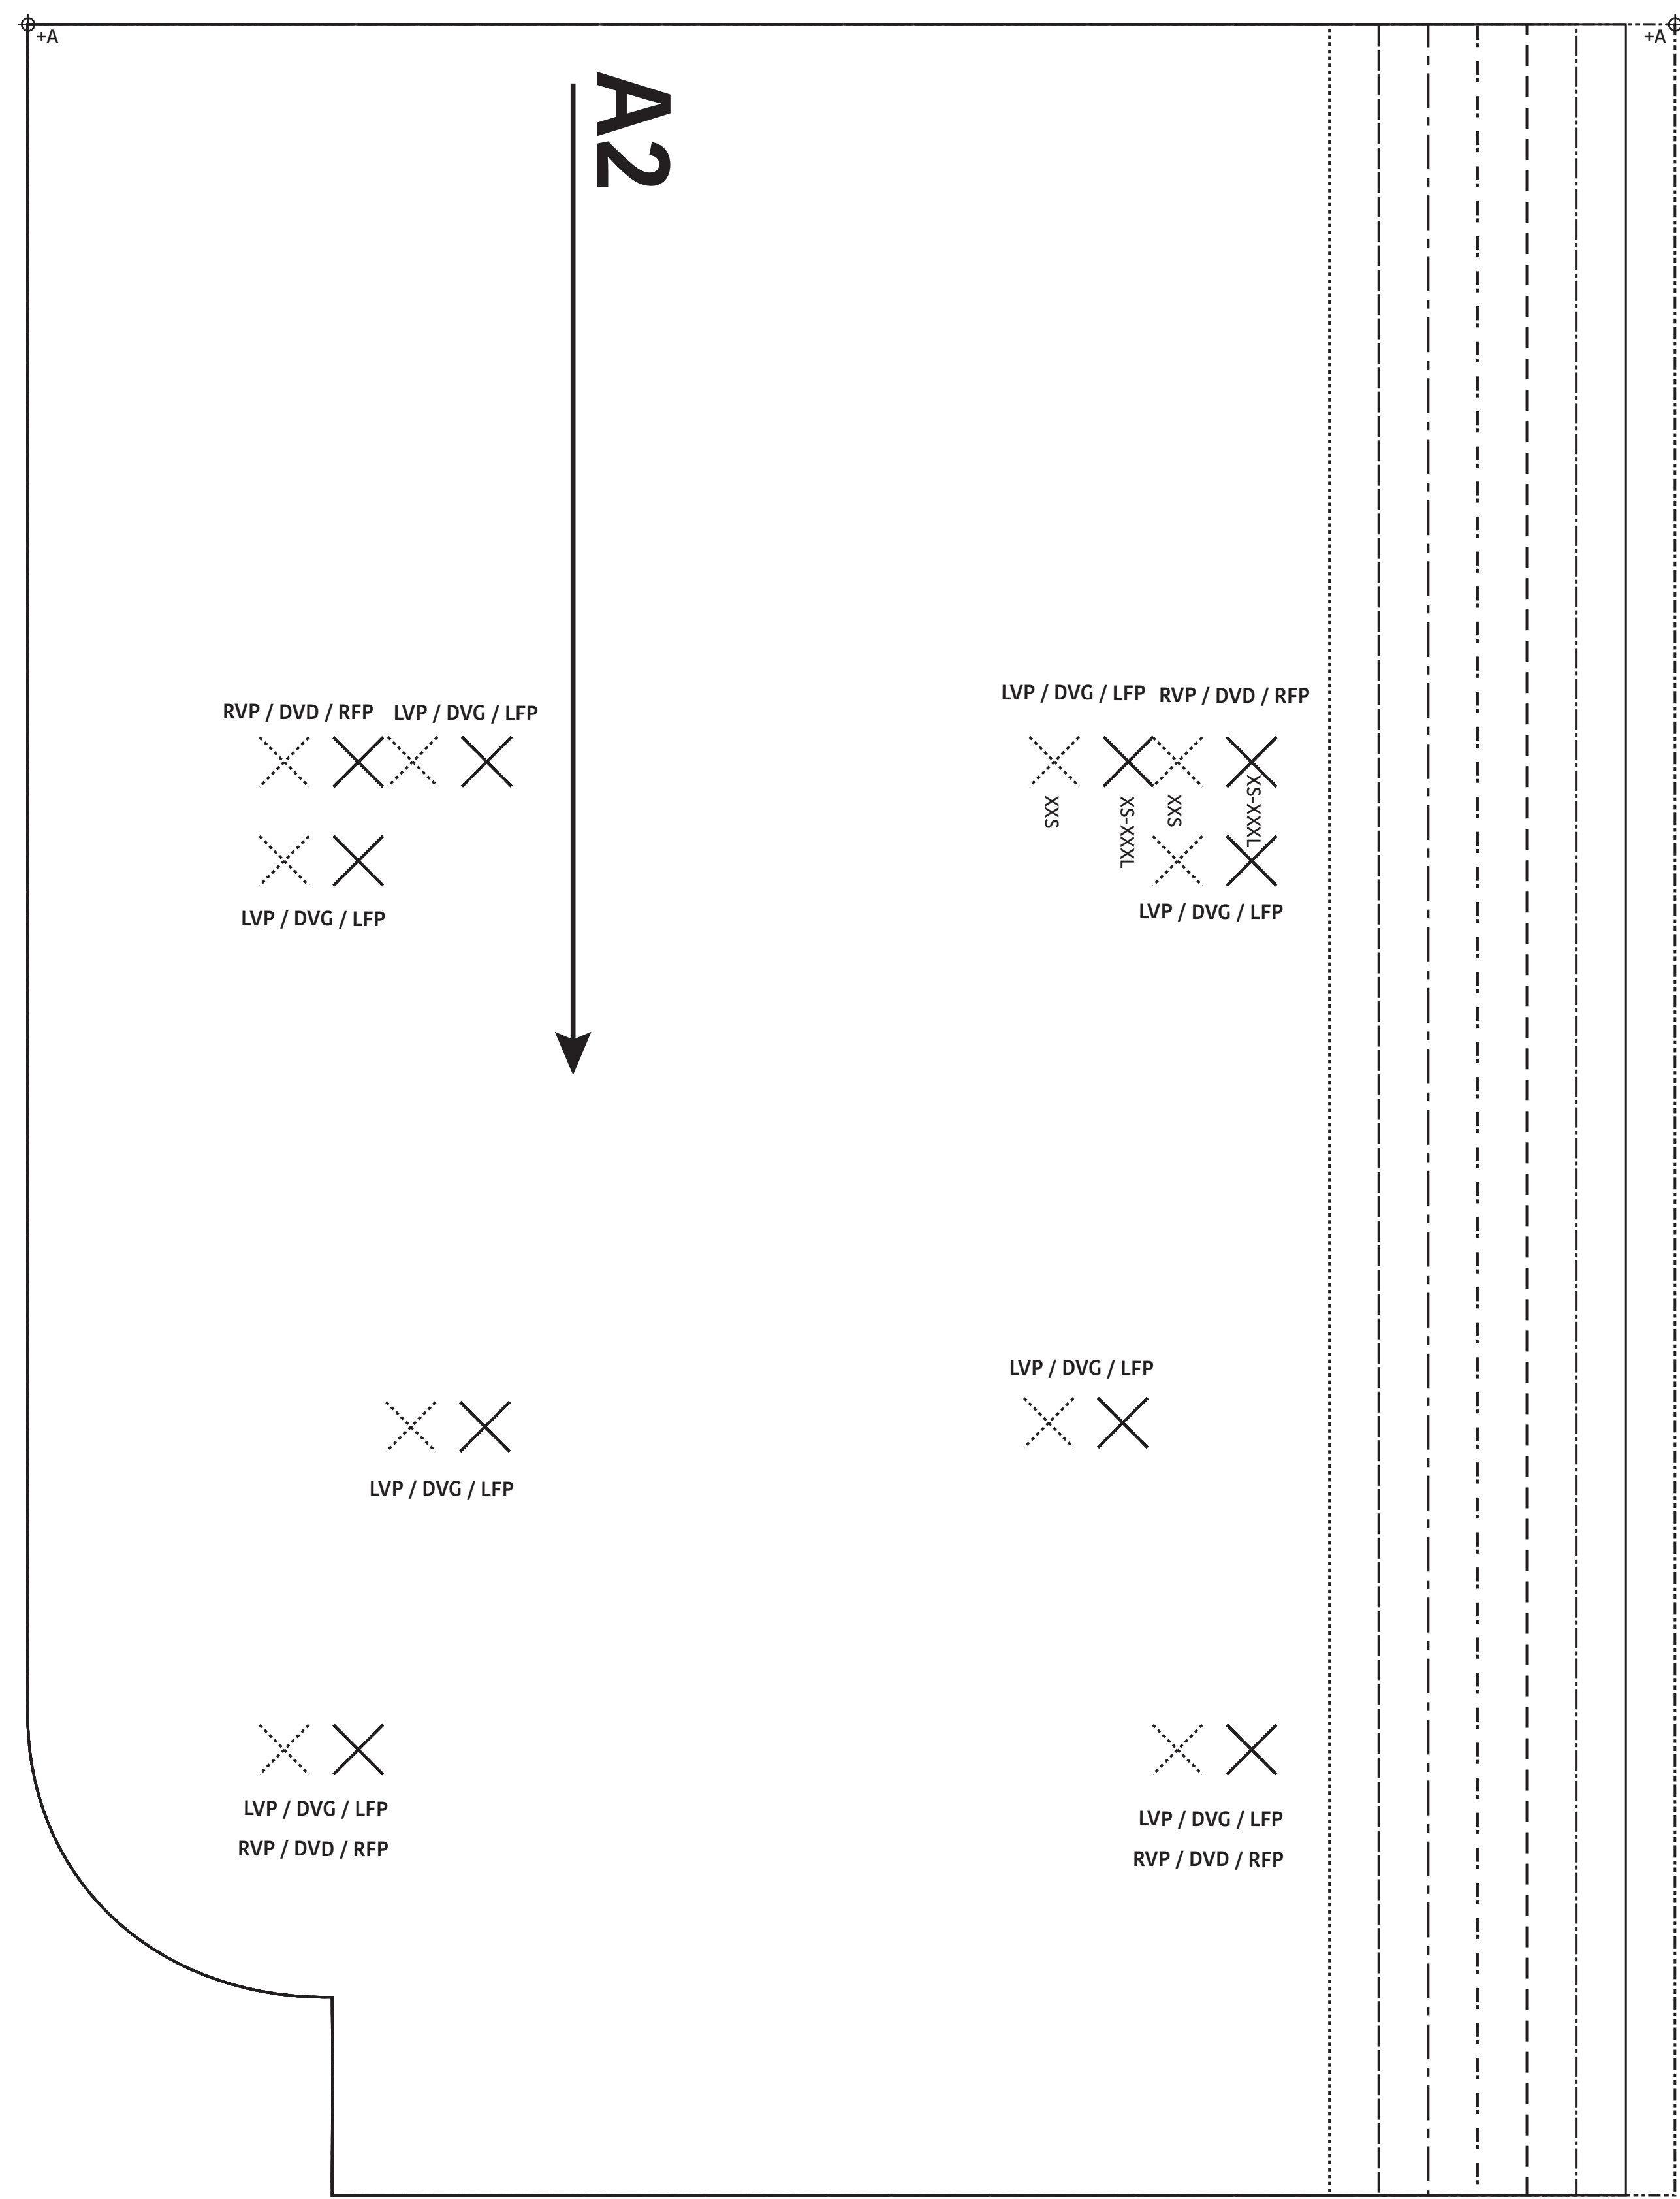 +A
+A
A2
RVP / DVD / RFP
LVP / DVG / LFP
LVP / DVG / LFP
RVP / DVD / RFP
XXS
XS-XXXL
XXS
XS-XXXL
LVP / DVG / LFP
LVP / DVG / LFP
LVP / DVG / LFP
LVP / DVG / LFP
LVP / DVG / LFP
RVP / DVD / RFP
LVP / DVG / LFP
RVP / DVD / RFP